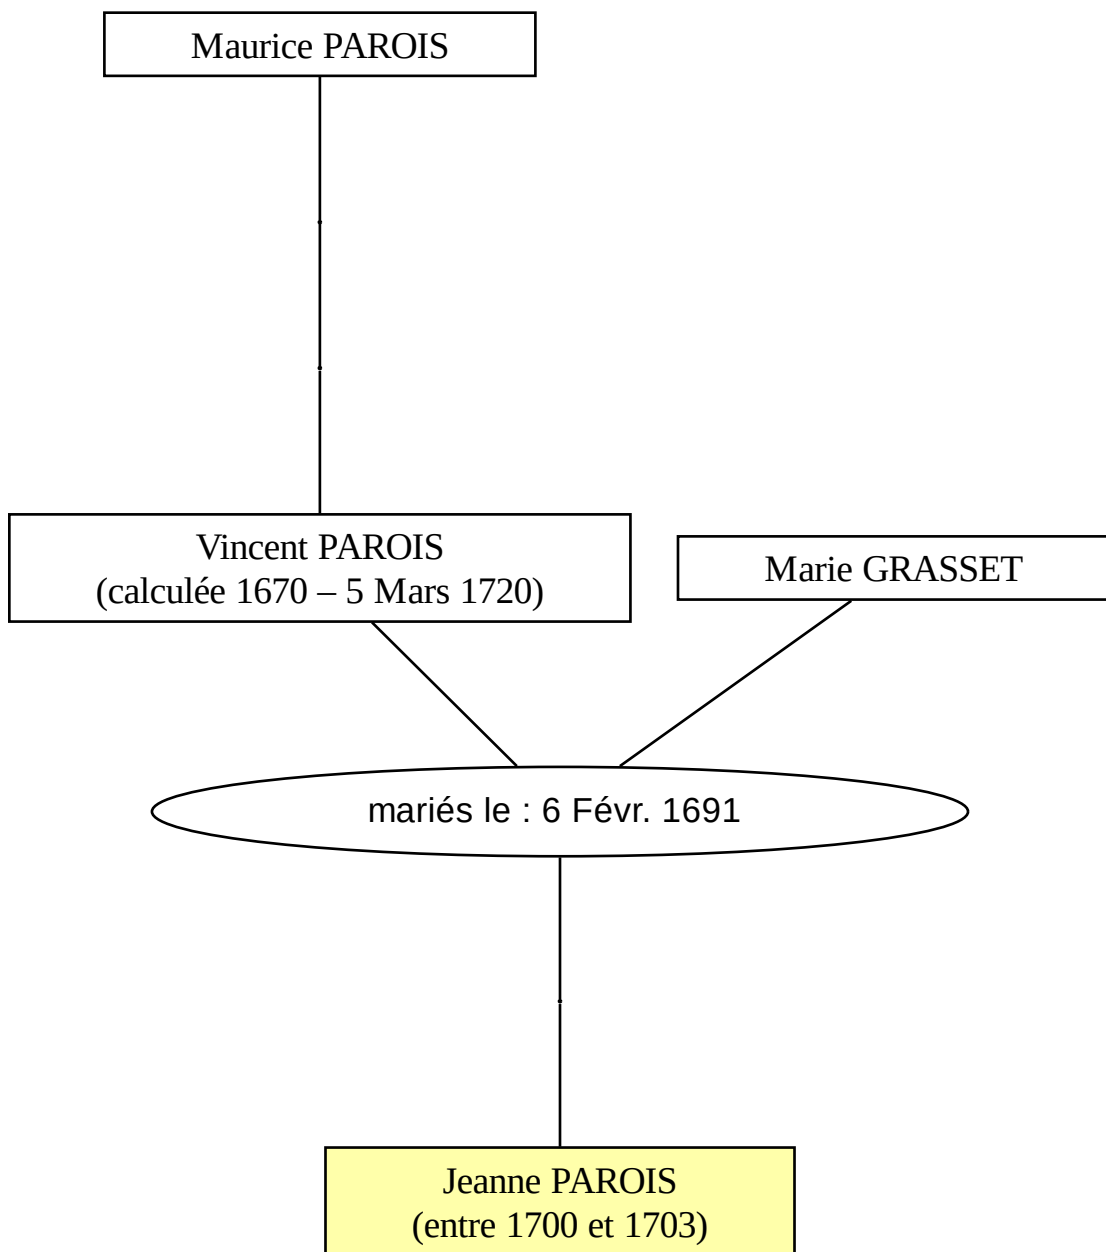 Maurice PAROIS
Vincent PAROIS
(calculée 1670 – 5 Mars 1720)
Marie GRASSET
mariés le : 6 Févr. 1691
Jeanne PAROIS
(entre 1700 et 1703)